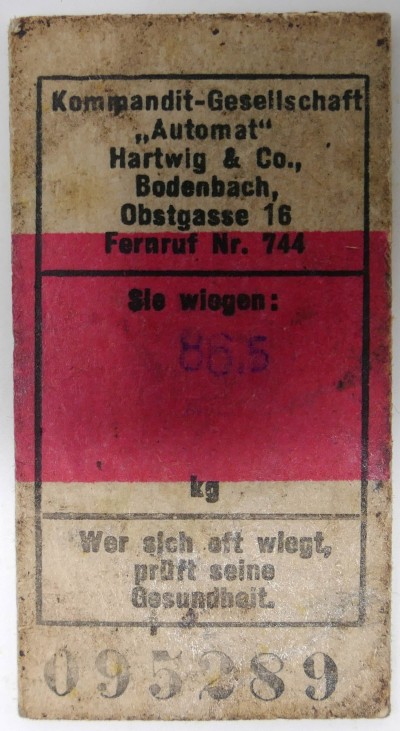 Kommandit-Gesellschaft
„Automat“
Hartwig & Co.,
Bodenbach,
Obstgasse 16
Fernruf Nr. 744
Sie wiegen:
86.5
kg
Wer sich oft wiegt,
prüft seine
Gesundheit.
095289